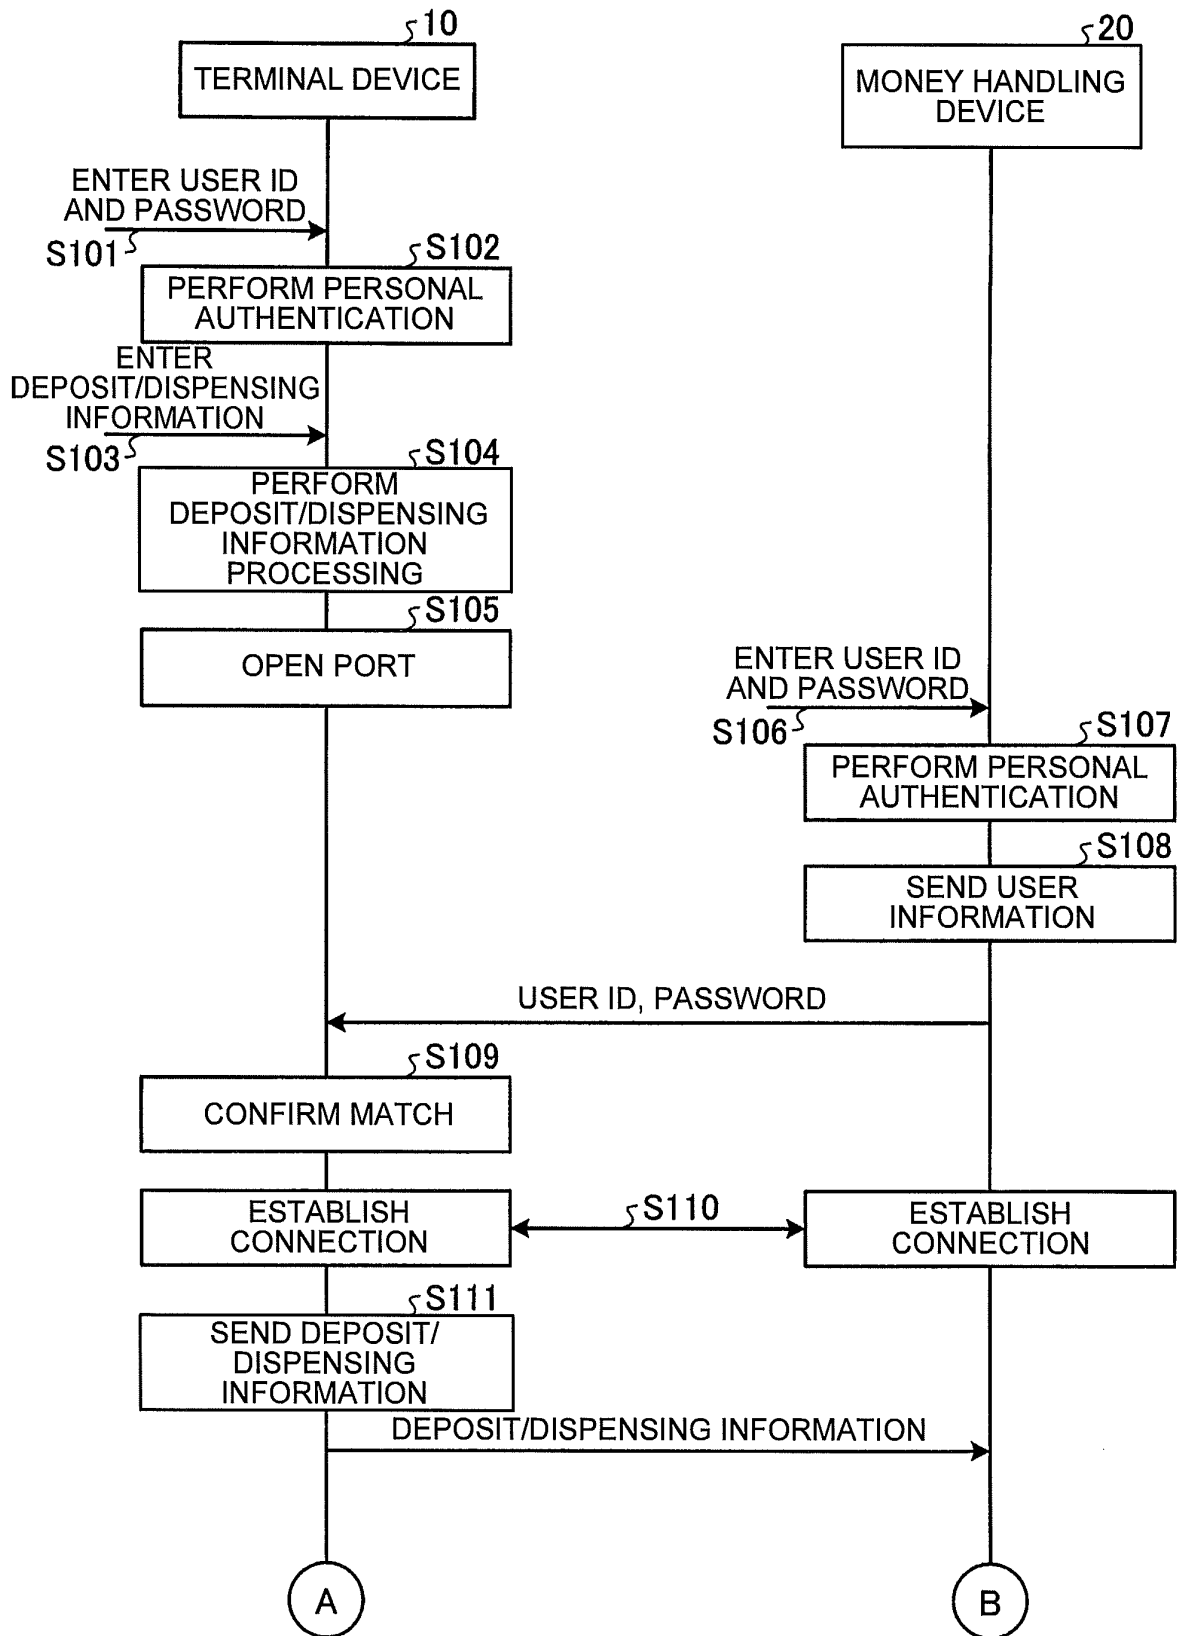 10
TERMINAL DEVICE
20
MONEY HANDLING
DEVICE
ENTER USER ID
AND PASSWORD
S101
S102
PERFORM PERSONAL
AUTHENTICATION
ENTER
DEPOSIT/DISPENSING
INFORMATION
S103
S104
PERFORM
DEPOSIT/DISPENSING
INFORMATION
PROCESSING
S105
OPEN PORT
ENTER USER ID
AND PASSWORD
S106
S107
PERFORM PERSONAL
AUTHENTICATION
S108
SEND USER
INFORMATION
USER ID, PASSWORD
S109
CONFIRM MATCH
ESTABLISH
CONNECTION
S110
ESTABLISH
CONNECTION
S111
SEND DEPOSIT/
DISPENSING
INFORMATION
DEPOSIT/DISPENSING INFORMATION
A
B